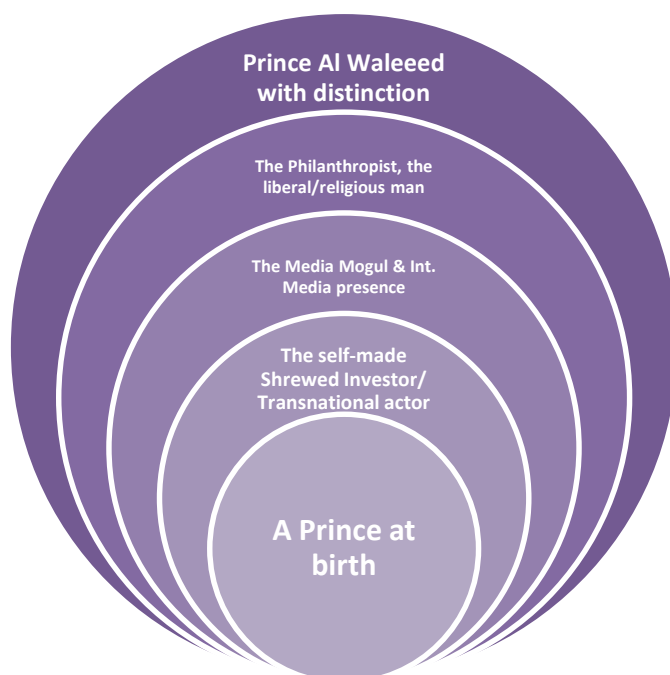 Prince Al Waleeed
with distinction
The Philanthropist, the
liberal/religious man
The Media Mogul & Int.
Media presence
The self-made
Shrewed Investor/
Transnational actor
A Prince at
birth